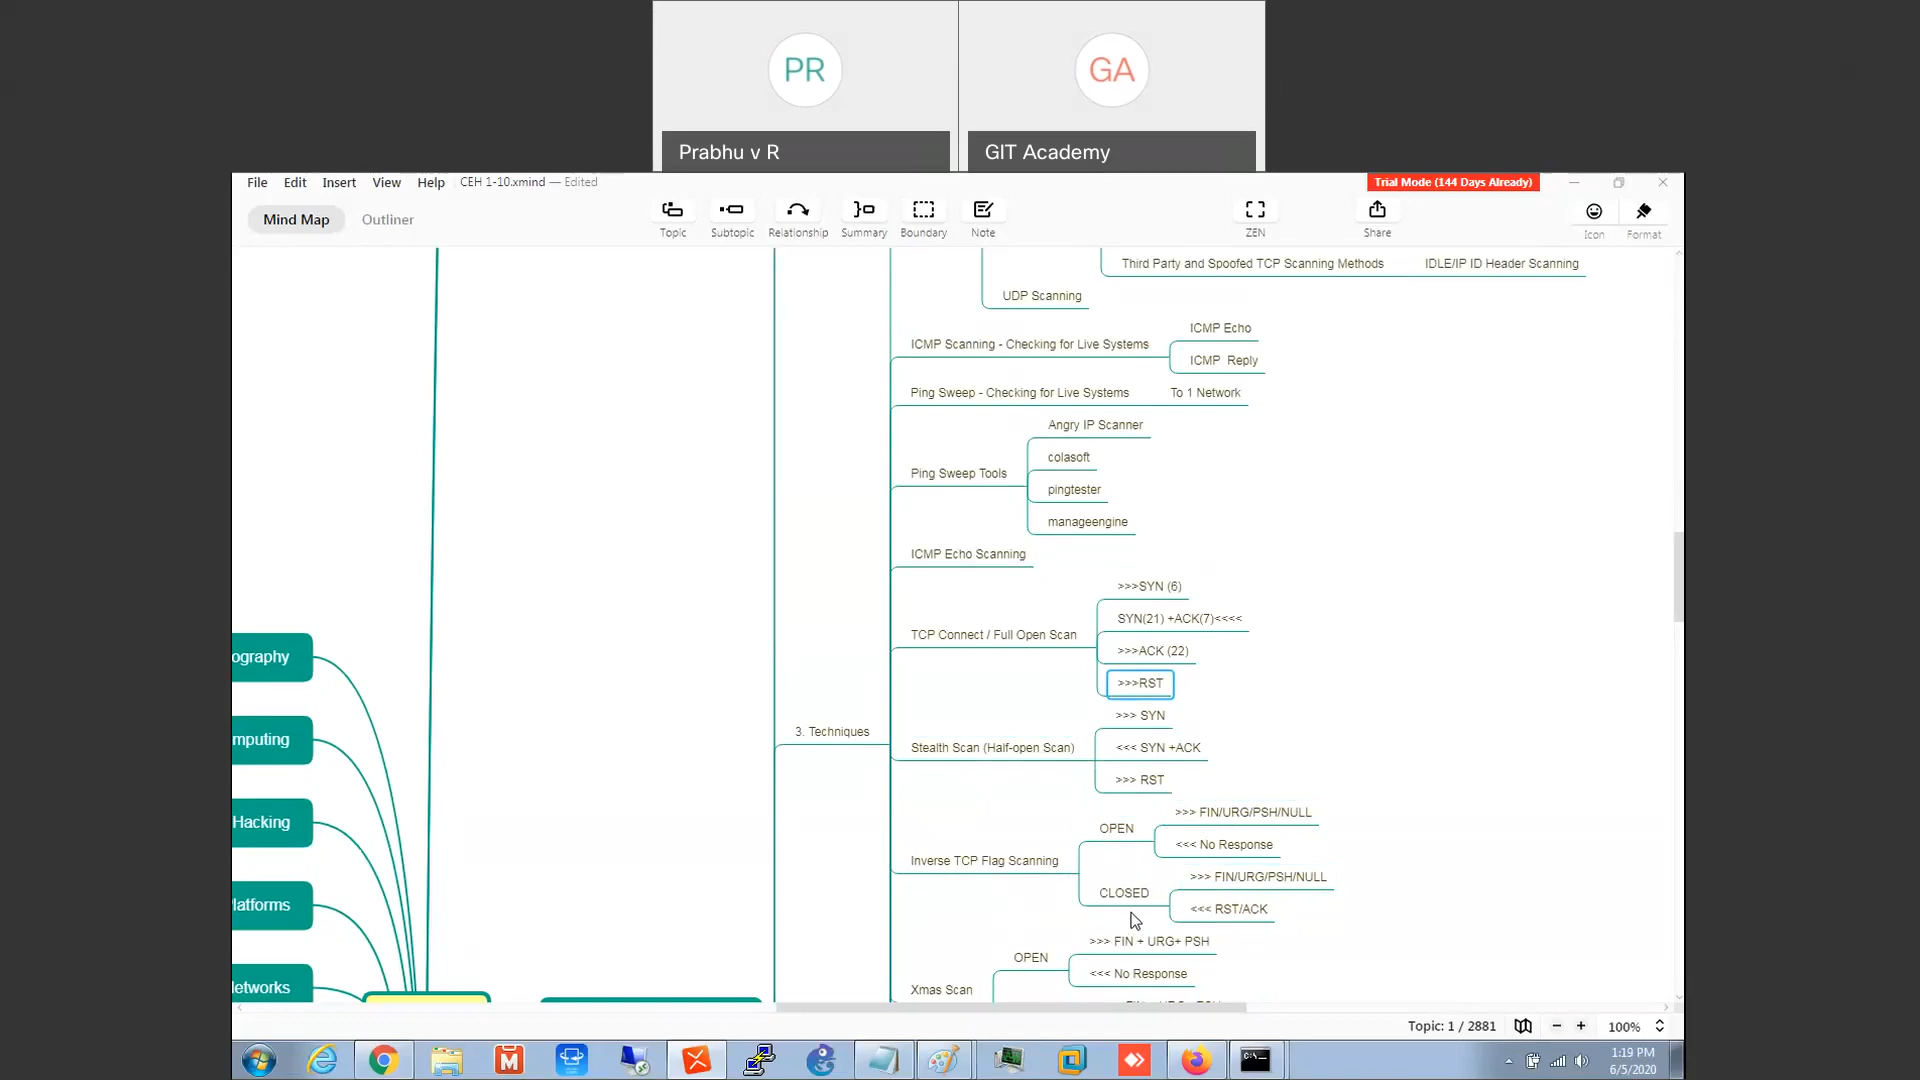 PR
GA
Prabhu v R
GIT Academy
File Edit Insert View Help CEH 1-10.xmind — Edited
Trial Mode (144 Days Already)
Mind Map Outliner
Topic Subtopic Relationship Summary Boundary Note ZEN Share Icon Format
Third Party and Spoofed TCP Scanning Methods IDLE/IP ID Header Scanning
UDP Scanning
ICMP Scanning - Checking for Live Systems
ICMP Echo
ICMP Reply
Ping Sweep - Checking for Live Systems To 1 Network
Ping Sweep Tools
Angry IP Scanner
colasoft
pingtester
manageengine
ICMP Echo Scanning
TCP Connect / Full Open Scan
>>>SYN (6)
SYN(21) +ACK(7)<<<<
>>>ACK (22)
>>>RST
3. Techniques
Stealth Scan (Half-open Scan)
>>> SYN
<<< SYN +ACK
>>> RST
Inverse TCP Flag Scanning
OPEN
>>> FIN/URG/PSH/NULL
<<< No Response
CLOSED
>>> FIN/URG/PSH/NULL
<<< RST/ACK
Xmas Scan
OPEN
>>> FIN + URG+ PSH
<<< No Response
ography
mputing
Hacking
latforms
letworks
Topic: 1 / 2881 100%
1:19 PM
6/5/2020